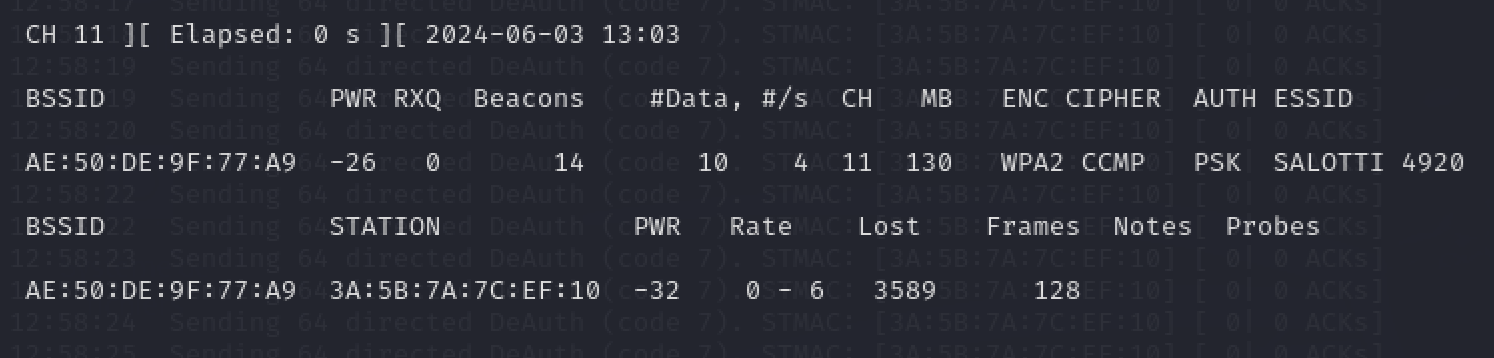 CH 11 ][ Elapsed: 0 s ][ 2024-06-03 13:03
BSSID PWR RXQ Beacons #Data, #/s CH MB ENC CIPHER AUTH ESSID
AE:50:DE:9F:77:A9 -26 0 14 10 4 11 130 WPA2 CCMP PSK SALOTTI 4920
BSSID STATION PWR Rate Lost Frames Notes Probes
AE:50:DE:9F:77:A9 3A:5B:7A:7C:EF:10 -32 0 - 6 3589 128